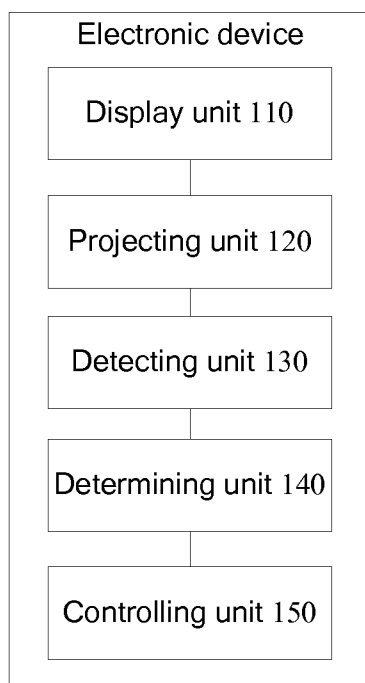 Electronic device
Display unit 110
Projecting unit 120
Detecting unit 130
Determining unit 140
Controlling unit 150